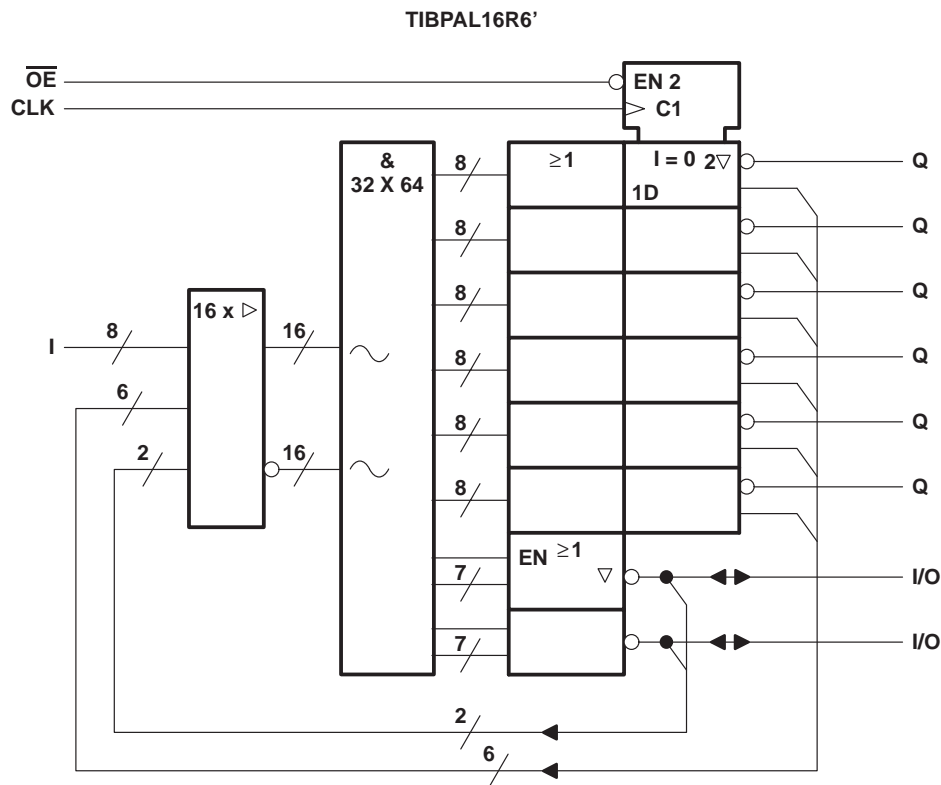 TIBPAL16R6’
OE
CLK
EN 2
C1
&
32 X 64
8
≥1
I = 0 2▽
1D
Q
8
Q
8
Q
16 x ▷
I
8
16
8
Q
6
8
Q
2
16
8
Q
EN ≥1
▽
7
I/O
7
I/O
2
6